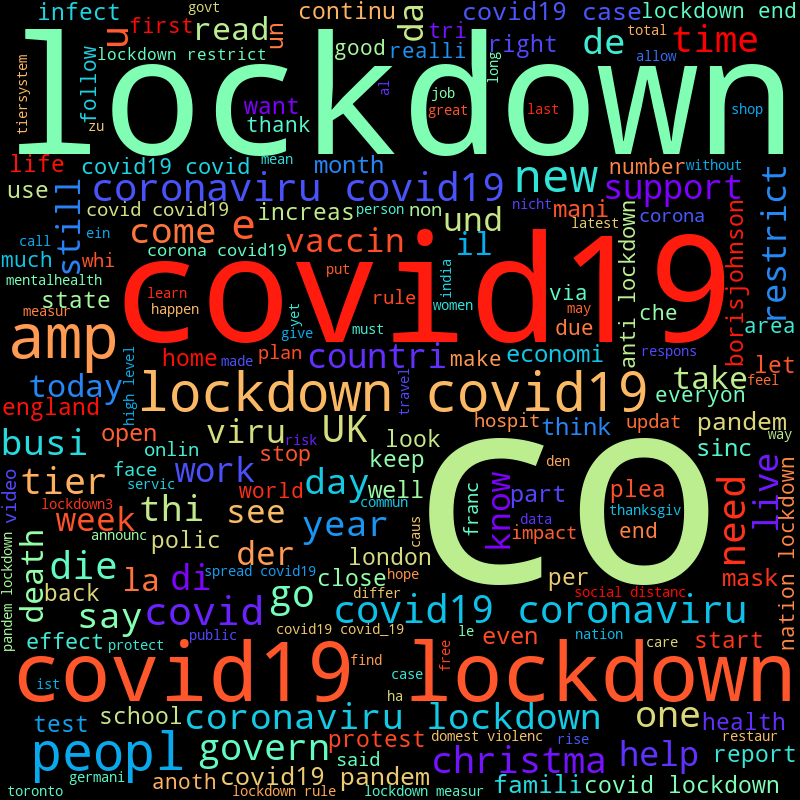 infect
govt
first
read
u
un
continu
da
covid19 case
lockdown end
total
lockdown restrict
good
tri
realli
right
de
time
tiersystem
follow
lockdown
long
allow
al
job
great
last
shop
want
thank
zu
life
covid19 covid
mean
month
number
without
use
still
coronaviru covid19
new
support
restrict
covid covid19
increas
person
non
nicht
mani
latest
corona
und
call
ein
come
e
vaccin
il
corona covid19
much
whi
mentalhealth
state
measur
learn
happen
covid19
put
yet
give
rule
must
india
women
via
may
due
che
anti lockdown
borisjohnson
area
amp
home
made
plan
countri
make
economi
respons
let
feel
today
high level
lockdown covid19
travel
take
everyon
england
busi
open
onlin
viru
UK
look
hospit
think
updat
pandem
way
stop
risk
keep
sinc
video
tier
face
servic
work
world
day
well
co
den
know
part
plea
thanksgiv
data
need
live
nation lockdown
lockdown3
week
thi
see
year
commun
franc
impact
end
announc
polic
caus
pandem lockdown
death
die
la
di
der
london
per
mask
back
spread covid19
close
hope
social distanc
say
covid
go
differ
covid19 coronaviru
effect
protect
public
covid19 covid_19
le
even
nation
start
care
covid19 lockdown
ist
find
case
free
ha
test
school
coronaviru lockdown
one
health
restaur
peopl
govern
protest
said
domest violenc
rise
christma
help
report
toronto
germani
anoth
covid19 pandem
lockdown rule
lockdown measur
famili
covid lockdown